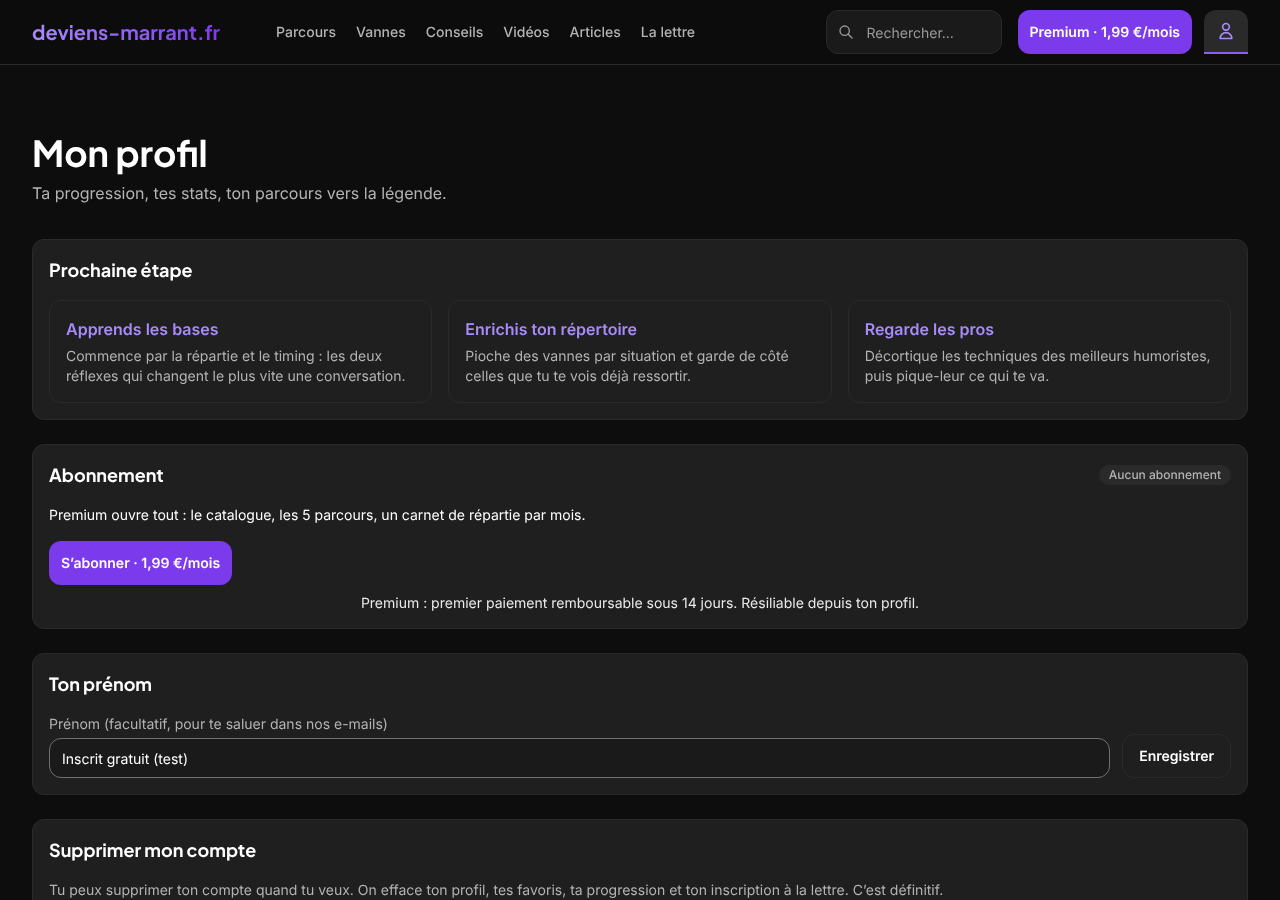 deviens-marrant.fr
Parcours
Vannes
Conseils
Vidéos
Articles
La lettre
Rechercher...
Premium · 1,99 €/mois
Mon profil
Ta progression, tes stats, ton parcours vers la légende.
Prochaine étape
Apprends les bases
Commence par la répartie et le timing : les deux
réflexes qui changent le plus vite une conversation.
Enrichis ton répertoire
Pioche des vannes par situation et garde de côté
celles que tu te vois déjà ressortir.
Regarde les pros
Décortique les techniques des meilleurs humoristes,
puis pique-leur ce qui te va.
Abonnement
Aucun abonnement
Premium ouvre tout : le catalogue, les 5 parcours, un carnet de répartie par mois.
S’abonner · 1,99 €/mois
Premium : premier paiement remboursable sous 14 jours. Résiliable depuis ton profil.
Ton prénom
Prénom (facultatif, pour te saluer dans nos e-mails)
Inscrit gratuit (test)
Enregistrer
Supprimer mon compte
Tu peux supprimer ton compte quand tu veux. On efface ton profil, tes favoris, ta progression et ton inscription à la lettre. C’est définitif.